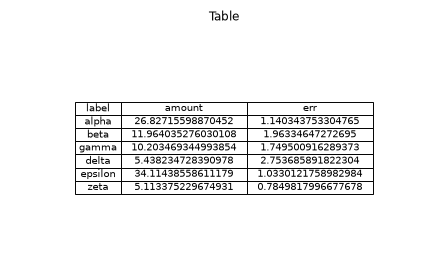 Table
label amount err
alpha 26.82715598870452 1.140343753304765
beta 11.964035276030108 1.96334647272695
gamma 10.203469344993854 1.749500916289373
delta 5.438234728390978 2.753685891822304
epsilon 34.11438558611179 1.0330121758982984
zeta 5.113375229674931 0.7849817996677678